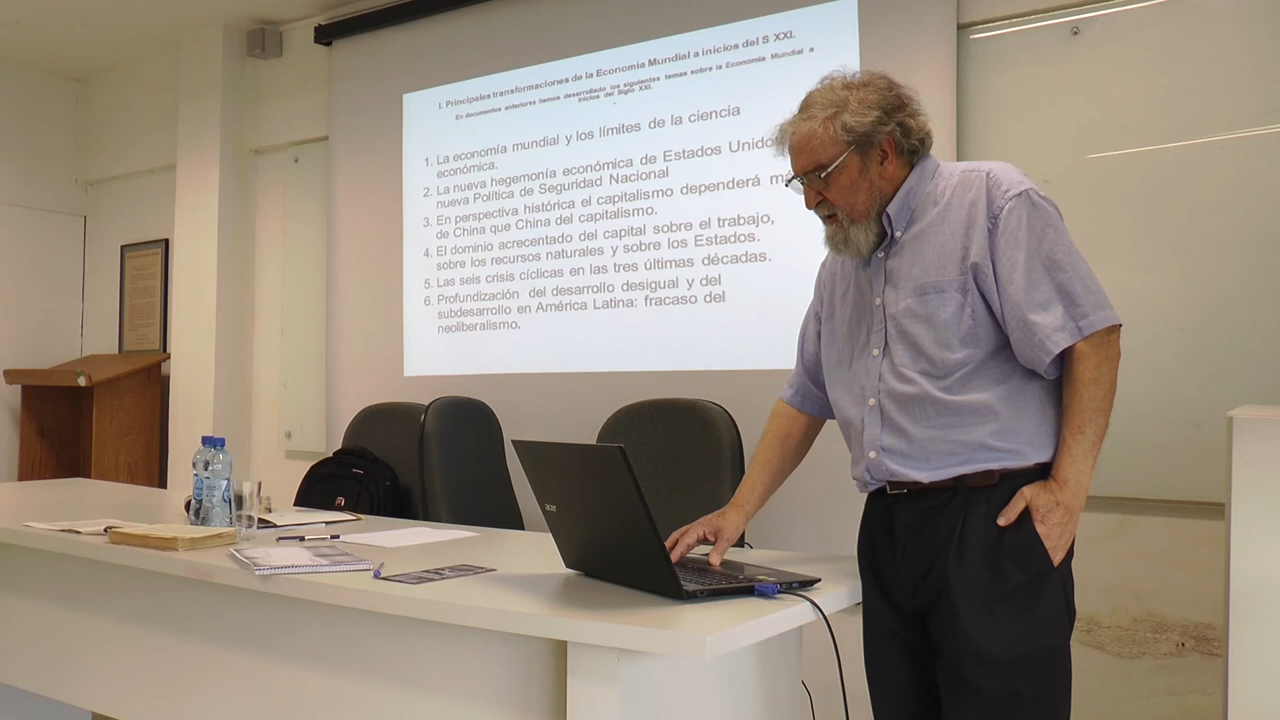 I. Principales transformaciones de la Economía Mundial a inicios del S XXI.
En documentos anteriores hemos desarrollado los siguientes temas sobre la Economía Mundial a
Inicios del Siglo XXI.
1. La economía mundial y los límites de la ciencia
económica.
2. La nueva hegemonía económica de Estados Unido
nueva Política de Seguridad Nacional
3. En perspectiva histórica el capitalismo dependerá má
de China que China del capitalismo.
4. El dominio acrecentado del capital sobre el trabajo,
sobre los recursos naturales y sobre los Estados.
5. Las seis crisis cíclicas en las tres últimas décadas.
6. Profundización del desarrollo desigual y del
subdesarrollo en América Latina: fracaso del
neoliberalismo.
acer